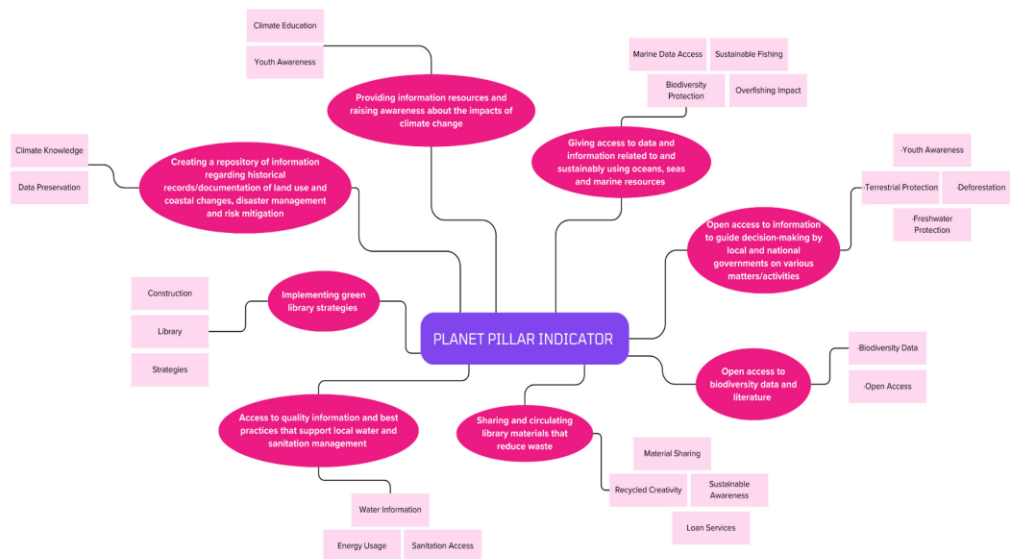 Climate Education
Youth Awareness
Providing information resources and
raising awareness about the impacts of
climate change
Marine Data Access
Sustainable Fishing
Biodiversity
Protection
Overfishing Impact
Giving access to data and
information related to and
sustainably using oceans, seas
and marine resources
Climate Knowledge
Data Preservation
Creating a repository of information
regarding historical
records/documentation of land use and
coastal changes, disaster management
and risk mitigation
·Youth Awareness
·Terrestrial Protection
·Deforestation
·Freshwater
Protection
Open access to information
to guide decision-making by
local and national
governments on various
matters/activities
Construction
Library
Strategies
Implementing green
library strategies
PLANET PILLAR INDICATOR
Open access to
biodiversity data and
literature
·Biodiversity Data
·Open Access
Access to quality information and best
practices that support local water and
sanitation management
Water Information
Energy Usage
Sanitation Access
Sharing and circulating
library materials that
reduce waste
Material Sharing
Recycled Creativity
Sustainable
Awareness
Loan Services